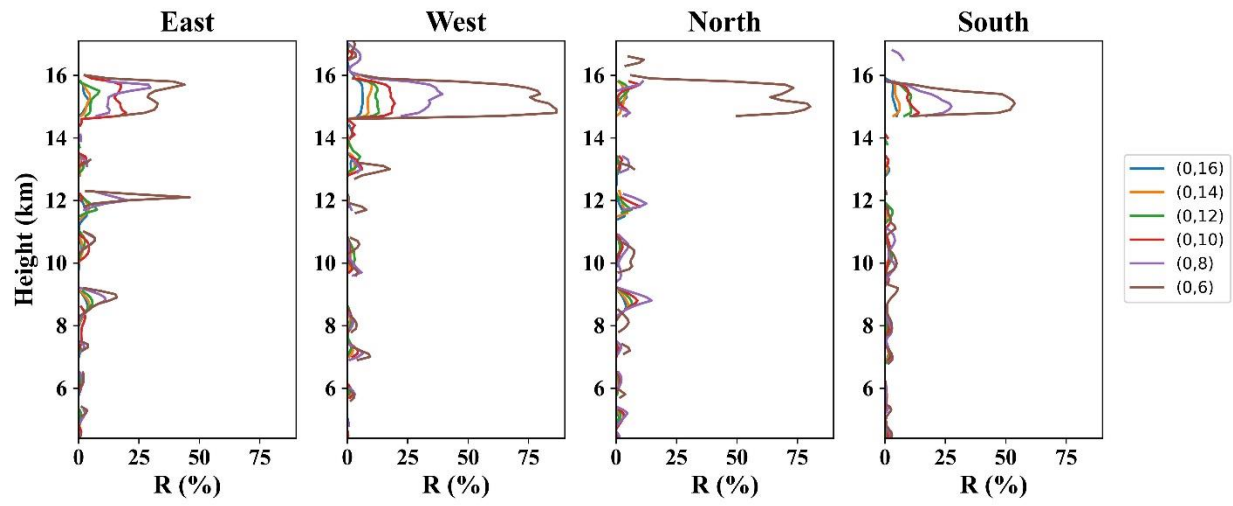 East West North South
Height (km)
16 16 16 16
14 14 14 14
12 12 12 12
10 10 10 10
8 8 8 8
6 6 6 6
0 25 50 75 0 25 50 75 0 25 50 75 0 25 50 75
R (%) R (%) R (%) R (%)
(0,16)
(0,14)
(0,12)
(0,10)
(0,8)
(0,6)